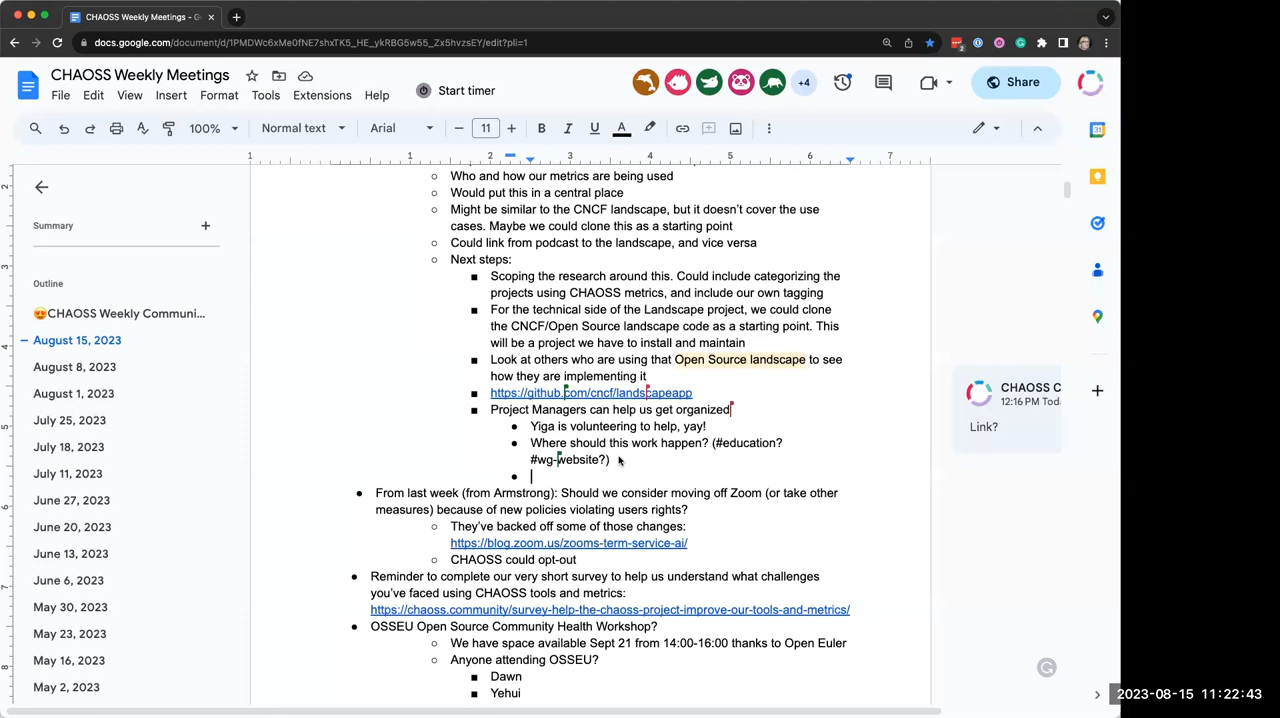 CHAOSS Weekly Meetings - G
docs.google.com/document/d/1PMDWc6xMe0fNE7shxTK5_HE_ykRBG5w55_Zx5hvzsEY/edit?pli=1
CHAOSS Weekly Meetings
File Edit View Insert Format Tools Extensions Help
Start timer
+4
Share
100% Normal text Arial 11 B I U A
1 1 2 3 4 5 6 7
Summary
Outline
😍CHAOSS Weekly Communi...
August 15, 2023
August 8, 2023
August 1, 2023
July 25, 2023
July 18, 2023
July 11, 2023
June 27, 2023
June 20, 2023
June 13, 2023
June 6, 2023
May 30, 2023
May 23, 2023
May 16, 2023
May 2, 2023
Who and how our metrics are being used
Would put this in a central place
Might be similar to the CNCF landscape, but it doesn't cover the use
cases. Maybe we could clone this as a starting point
Could link from podcast to the landscape, and vice versa
Next steps:
Scoping the research around this. Could include categorizing the
projects using CHAOSS metrics, and include our own tagging
For the technical side of the Landscape project, we could clone
the CNCF/Open Source landscape code as a starting point. This
will be a project we have to install and maintain
Look at others who are using that Open Source landscape to see
how they are implementing it
https://github.com/cncf/landscapeapp
Project Managers can help us get organized
Yiga is volunteering to help, yay!
Where should this work happen? (#education?
#wg-website?)
From last week (from Armstrong): Should we consider moving off Zoom (or take other
measures) because of new policies violating users rights?
They've backed off some of those changes:
https://blog.zoom.us/zooms-term-service-ai/
CHAOSS could opt-out
Reminder to complete our very short survey to help us understand what challenges
you've faced using CHAOSS tools and metrics:
https://chaoss.community/survey-help-the-chaoss-project-improve-our-tools-and-metrics/
OSSEU Open Source Community Health Workshop?
We have space available Sept 21 from 14:00-16:00 thanks to Open Euler
Anyone attending OSSEU?
Dawn
Yehui
CHAOSS C
12:16 PM Toda
Link?
2023-08-15 11:22:43